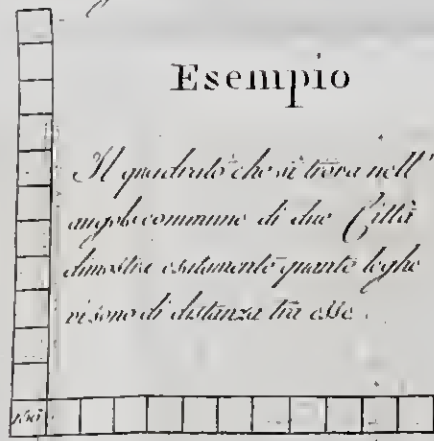 Esempio
Il quadrato che si trova nell'
angolo commune di due Città
dimostra esatamente quante leghe
vi sono di distanza tra esse.